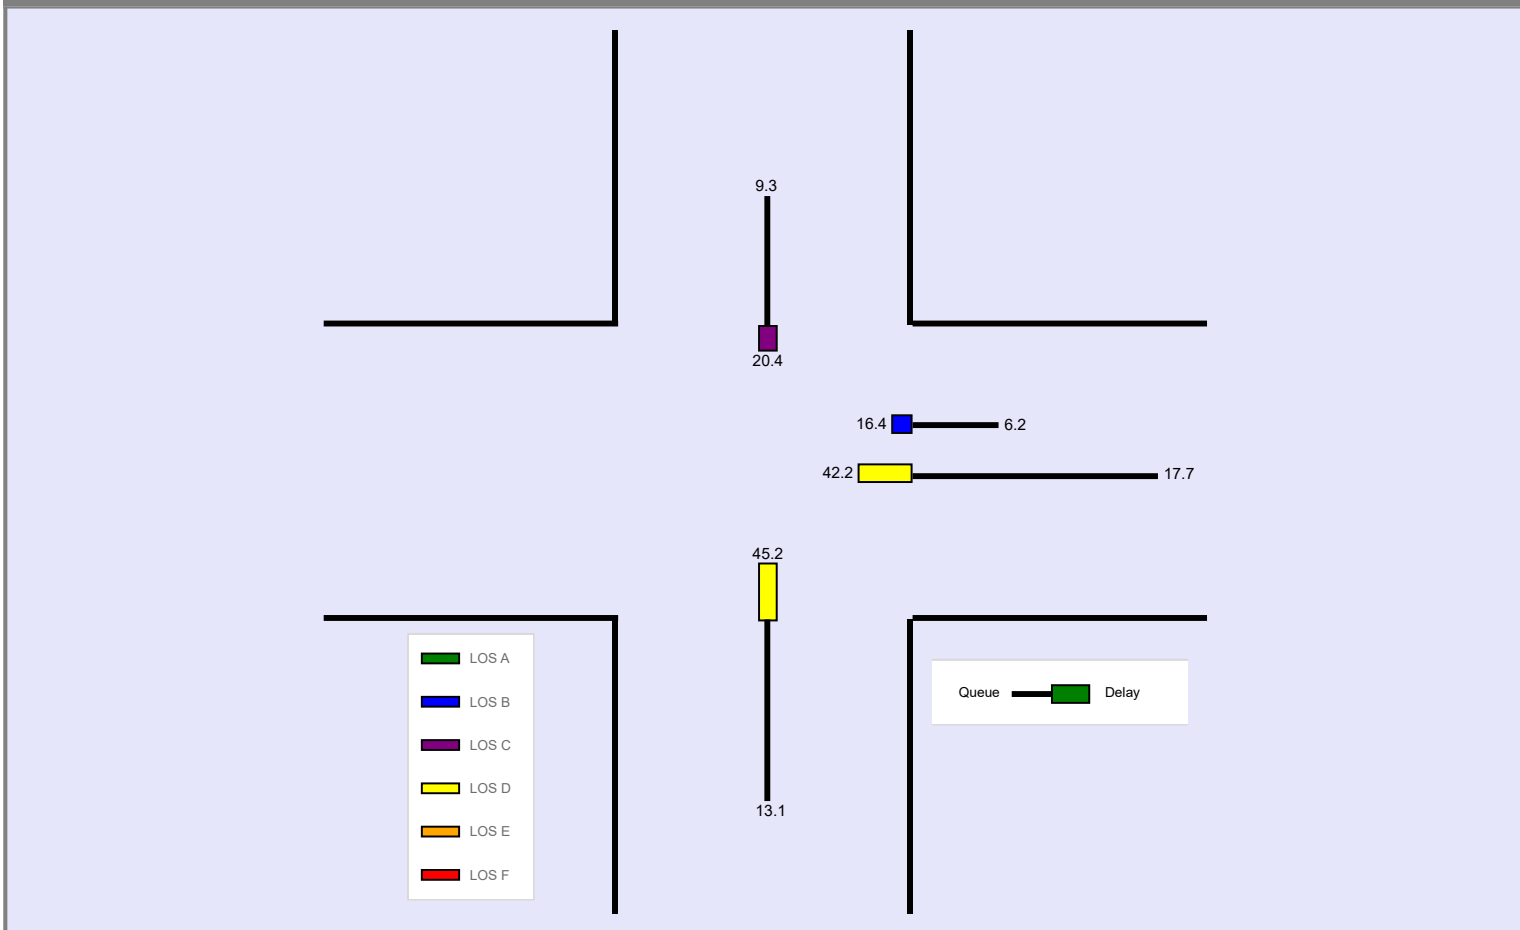 9.3
20.4
16.4 6.2
42.2 17.7
45.2
13.1
LOS A
LOS B
LOS C
LOS D
LOS E
LOS F
Queue Delay